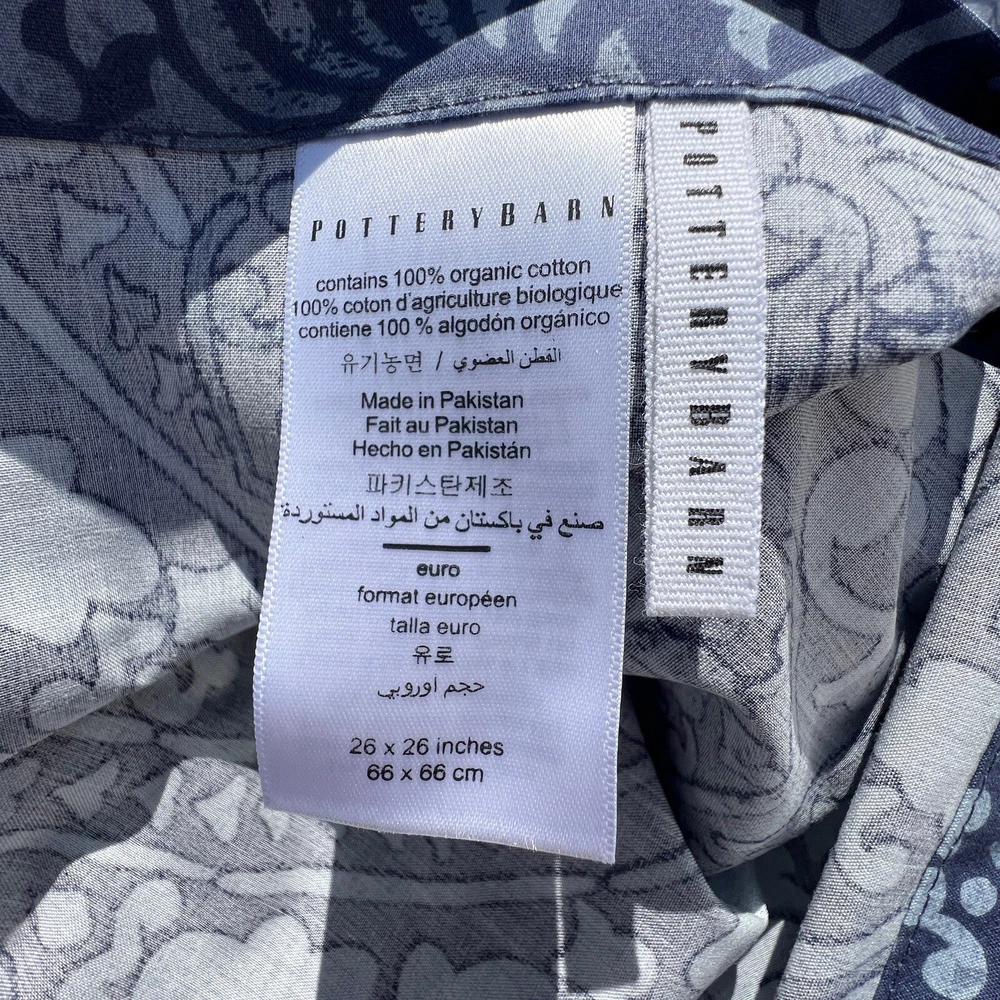 POTTERYBARN
contains 100% organic cotton
100% coton d'agriculture biologique
contiene 100 % algodón orgánico
유기농면 / القطن العضوي
Made in Pakistan
Fait au Pakistan
Hecho en Pakistán
파키스탄제조
صنع في باكستان من المواد المستوردة
euro
format européen
talla euro
유로
حجم اوروبي
26 x 26 inches
66 x 66 cm
POTTERYBARN